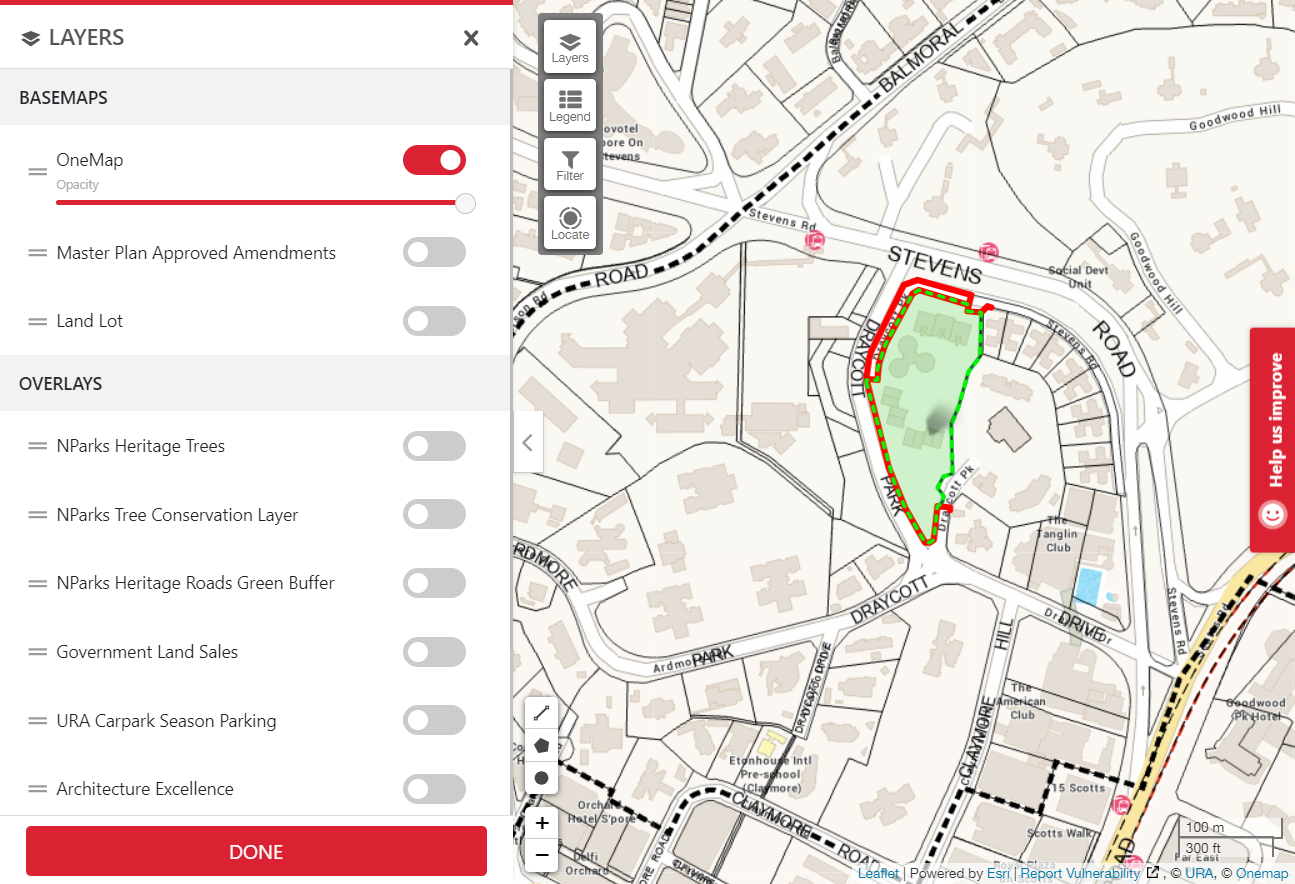 LAYERS
BASEMAPS
OneMap
Opacity
Master Plan Approved Amendments
Land Lot
OVERLAYS
NParks Heritage Trees
NParks Tree Conservation Layer
NParks Heritage Roads Green Buffer
Government Land Sales
URA Carpark Season Parking
Architecture Excellence
DONE
Layers
Legend
Filter
Locate
BALMORAL
Goodwood Hill
Stevens Rd
STEVENS
Social Devt
Unit
ROAD
Goodwood Hill
ROAD
Stevens Rd
DRAYCOTT
PARK
The
Tanglin
Club
Help us improve
DRAYCOTT
DRIVE
HILL
Stevens Rd
PARK
DRAYCOTT DRIVE
The
American
Club
CLAYMORE
Goodwood
Pk Hotel
Etonhouse Intl
Pre-school
(Claymore)
15 Scotts
CLAYMORE
ROAD
Orchard
Hotel S'pore
Scotts Walk
Delfi
Orchard
Far East
+
−
100 m
300 ft
Leaflet | Powered by Esri | Report Vulnerability , © URA, © Onemap